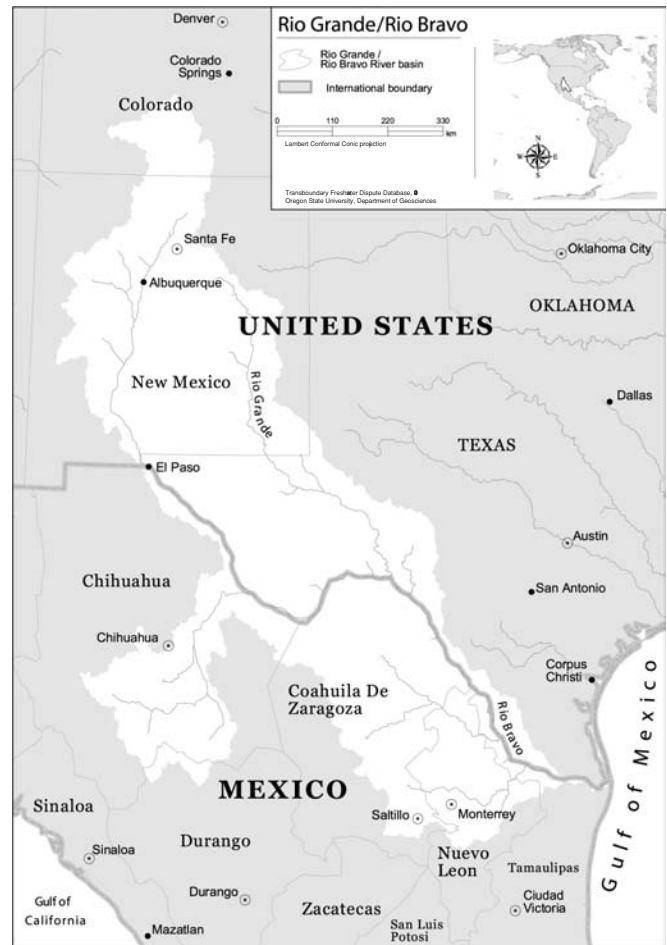 Rio Grande/Rio Bravo
Rio Grande /
Rio Bravo River basin
International boundary
0 110 220 330
km
Lambert Conformal Conic projection
Transboundary Freshwater Dispute Database,
Oregon State University, Department of Geosciences
N
W E
S
Denver
Colorado
Springs
Colorado
Santa Fe
Albuquerque
Oklahoma City
OKLAHOMA
UNITED STATES
New Mexico
Rio Grande
Dallas
TEXAS
El Paso
Austin
Chihuahua
San Antonio
Chihuahua
Corpus
Christi
Coahuila De
Zaragoza
Rio Bravo
Gulf of Mexico
MEXICO
Sinaloa
Saltillo
Monterrey
Durango
Sinaloa
Nuevo
Leon
Tamaulipas
Gulf of
California
Durango
Zacatecas
Ciudad
Victoria
San Luis
Potosi
Mazatlan